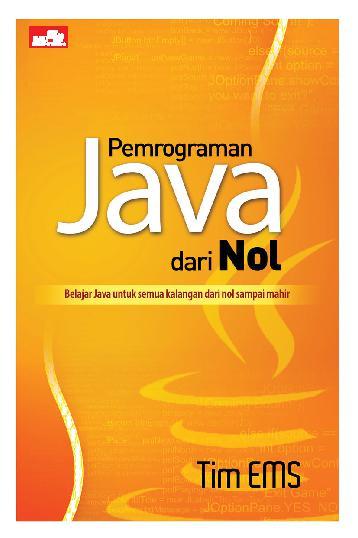 Pemrograman
Java
dari Nol
Belajar Java untuk semua kalangan dari nol sampai mahir
Tim EMS